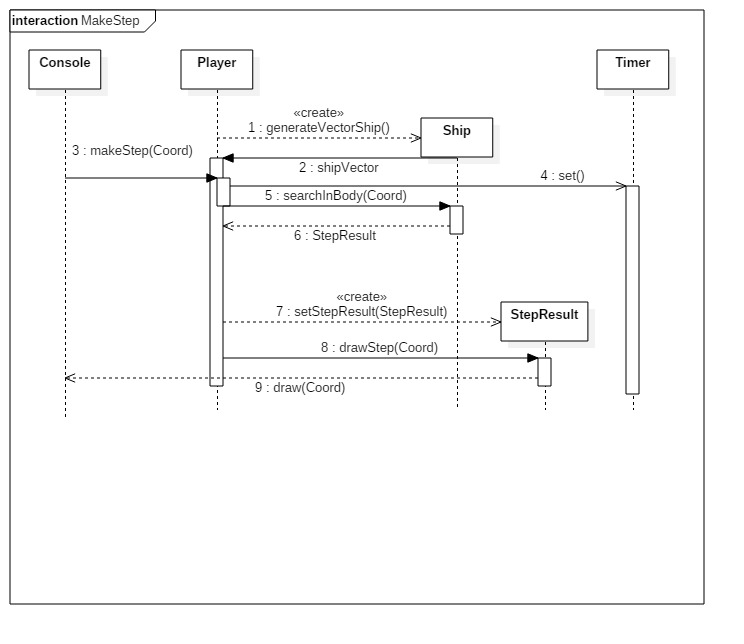 interaction MakeStep
Console
Player
Timer
«create»
1 : generateVectorShip()
Ship
3 : makeStep(Coord)
2 : shipVector
4 : set()
5 : searchInBody(Coord)
6 : StepResult
«create»
7 : setStepResult(StepResult)
StepResult
8 : drawStep(Coord)
9 : draw(Coord)